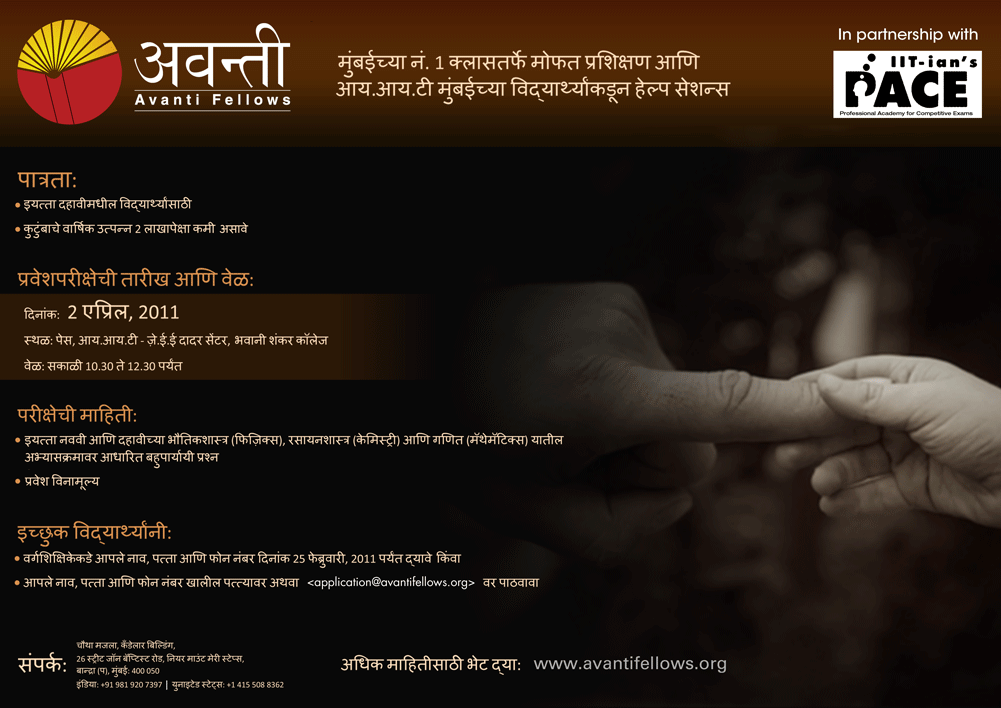 अवन्ती
Avanti Fellows
मुंबईच्या नं. 1 क्लासतर्फे मोफत प्रशिक्षण आणि
आय.आय.टी मुंबईच्या विद्यार्थ्यांकडून हेल्प सेशन्स
In partnership with
IIT-ian's
PACE
Professional Academy for Competitive Exams
पात्रता:
• इयत्ता दहावीमधील विद्यार्थ्यांसाठी
• कुटुंबाचे वार्षिक उत्पन्न 2 लाखापेक्षा कमी असावे
प्रवेशपरीक्षेची तारीख आणि वेळ:
दिनांक: 2 एप्रिल, 2011
स्थळ: पेस, आय.आय.टी - ज़े.ई.ई दादर सेंटर, भवानी शंकर कॉलेज
वेळ: सकाळी 10.30 ते 12.30 पर्यंत
परीक्षेची माहिती:
• इयत्ता नववी आणि दहावीच्या भौतिकशास्त्र (फिज़िक्स), रसायनशास्त्र (केमिस्ट्री) आणि गणित (मॅथेमॅटिक्स) यातील
अभ्यासक्रमावर आधारित बहुपार्यायी प्रश्न
• प्रवेश विनामूल्य
इच्छुक विद्यार्थ्यांनी:
• वर्गशिक्षिकेकडे आपले नाव, पत्ता आणि फोन नंबर दिनांक 25 फेब्रुवारी, 2011 पर्यंत द्यावे किंवा
• आपले नाव, पत्ता आणि फोन नंबर खालील पत्त्यावर अथवा <application@avantifellows.org> वर पाठवावा
संपर्क:
चौथा मजला, कँडेलार बिल्डिंग,
26 स्ट्रीट जॉन बॅप्टिस्ट रोड, नियर माउंट मेरी स्टेप्स,
बान्द्रा (प), मुंबई: 400 050
इंडिया: +91 981 920 7397 | युनाइटेड स्टेट्स: +1 415 508 8362
अधिक माहितीसाठी भेट द्या: www.avantifellows.org